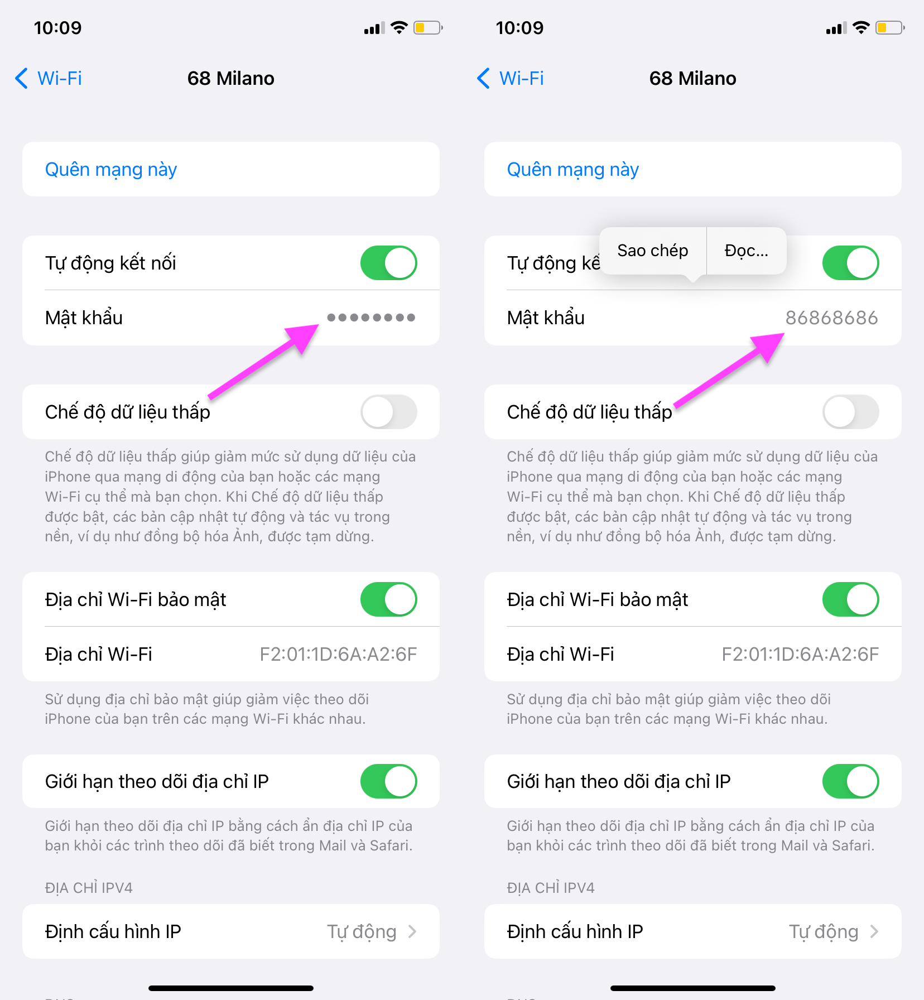 10:09
Wi-Fi
68 Milano
Quên mạng này
Tự động kết nối
Mật khẩu ••••••••
Chế độ dữ liệu thấp
Chế độ dữ liệu thấp giúp giảm mức sử dụng dữ liệu của
iPhone qua mạng di động của bạn hoặc các mạng
Wi-Fi cụ thể mà bạn chọn. Khi Chế độ dữ liệu thấp
được bật, các bản cập nhật tự động và tác vụ trong
nền, ví dụ như đồng bộ hóa Ảnh, được tạm dừng.
Địa chỉ Wi-Fi bảo mật
Địa chỉ Wi-Fi F2:01:1D:6A:A2:6F
Sử dụng địa chỉ bảo mật giúp giảm việc theo dõi
iPhone của bạn trên các mạng Wi-Fi khác nhau.
Giới hạn theo dõi địa chỉ IP
Giới hạn theo dõi địa chỉ IP bằng cách ẩn địa chỉ IP của
bạn khỏi các trình theo dõi đã biết trong Mail và Safari.
ĐỊA CHỈ IPV4
Định cấu hình IP Tự động
10:09
Wi-Fi
68 Milano
Quên mạng này
Sao chép Đọc...
Tự động kế
Mật khẩu 86868686
Chế độ dữ liệu thấp
Chế độ dữ liệu thấp giúp giảm mức sử dụng dữ liệu của
iPhone qua mạng di động của bạn hoặc các mạng
Wi-Fi cụ thể mà bạn chọn. Khi Chế độ dữ liệu thấp
được bật, các bản cập nhật tự động và tác vụ trong
nền, ví dụ như đồng bộ hóa Ảnh, được tạm dừng.
Địa chỉ Wi-Fi bảo mật
Địa chỉ Wi-Fi F2:01:1D:6A:A2:6F
Sử dụng địa chỉ bảo mật giúp giảm việc theo dõi
iPhone của bạn trên các mạng Wi-Fi khác nhau.
Giới hạn theo dõi địa chỉ IP
Giới hạn theo dõi địa chỉ IP bằng cách ẩn địa chỉ IP của
bạn khỏi các trình theo dõi đã biết trong Mail và Safari.
ĐỊA CHỈ IPV4
Định cấu hình IP Tự động